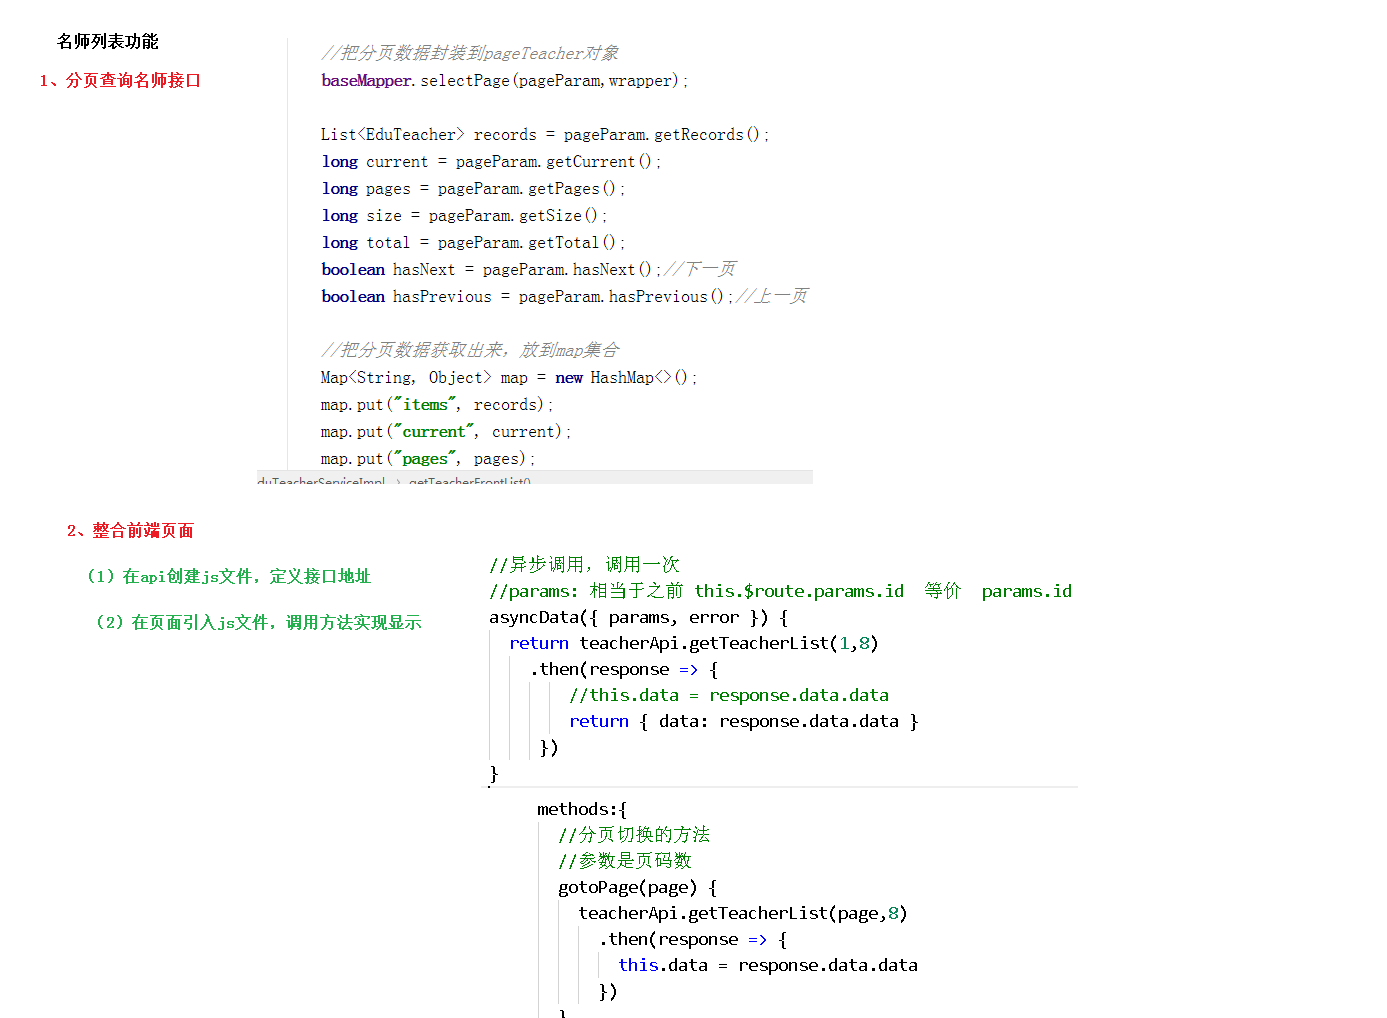 名师列表功能
1、分页查询名师接口
//把分页数据封装到pageTeacher对象
baseMapper.selectPage(pageParam,wrapper);
List<EduTeacher> records = pageParam.getRecords();
long current = pageParam.getCurrent();
long pages = pageParam.getPages();
long size = pageParam.getSize();
long total = pageParam.getTotal();
boolean hasNext = pageParam.hasNext();//下一页
boolean hasPrevious = pageParam.hasPrevious();//上一页
//把分页数据获取出来，放到map集合
Map<String, Object> map = new HashMap<>();
map.put("items", records);
map.put("current", current);
map.put("pages", pages);
duTeacherServiceImpl › getTeacherFrontList()
2、整合前端页面
（1）在api创建js文件，定义接口地址
（2）在页面引入js文件，调用方法实现显示
//异步调用，调用一次
//params: 相当于之前 this.$route.params.id 等价 params.id
asyncData({ params, error }) {
return teacherApi.getTeacherList(1,8)
.then(response => {
//this.data = response.data.data
return { data: response.data.data }
})
}
methods:{
//分页切换的方法
//参数是页码数
gotoPage(page) {
teacherApi.getTeacherList(page,8)
.then(response => {
this.data = response.data.data
})
}